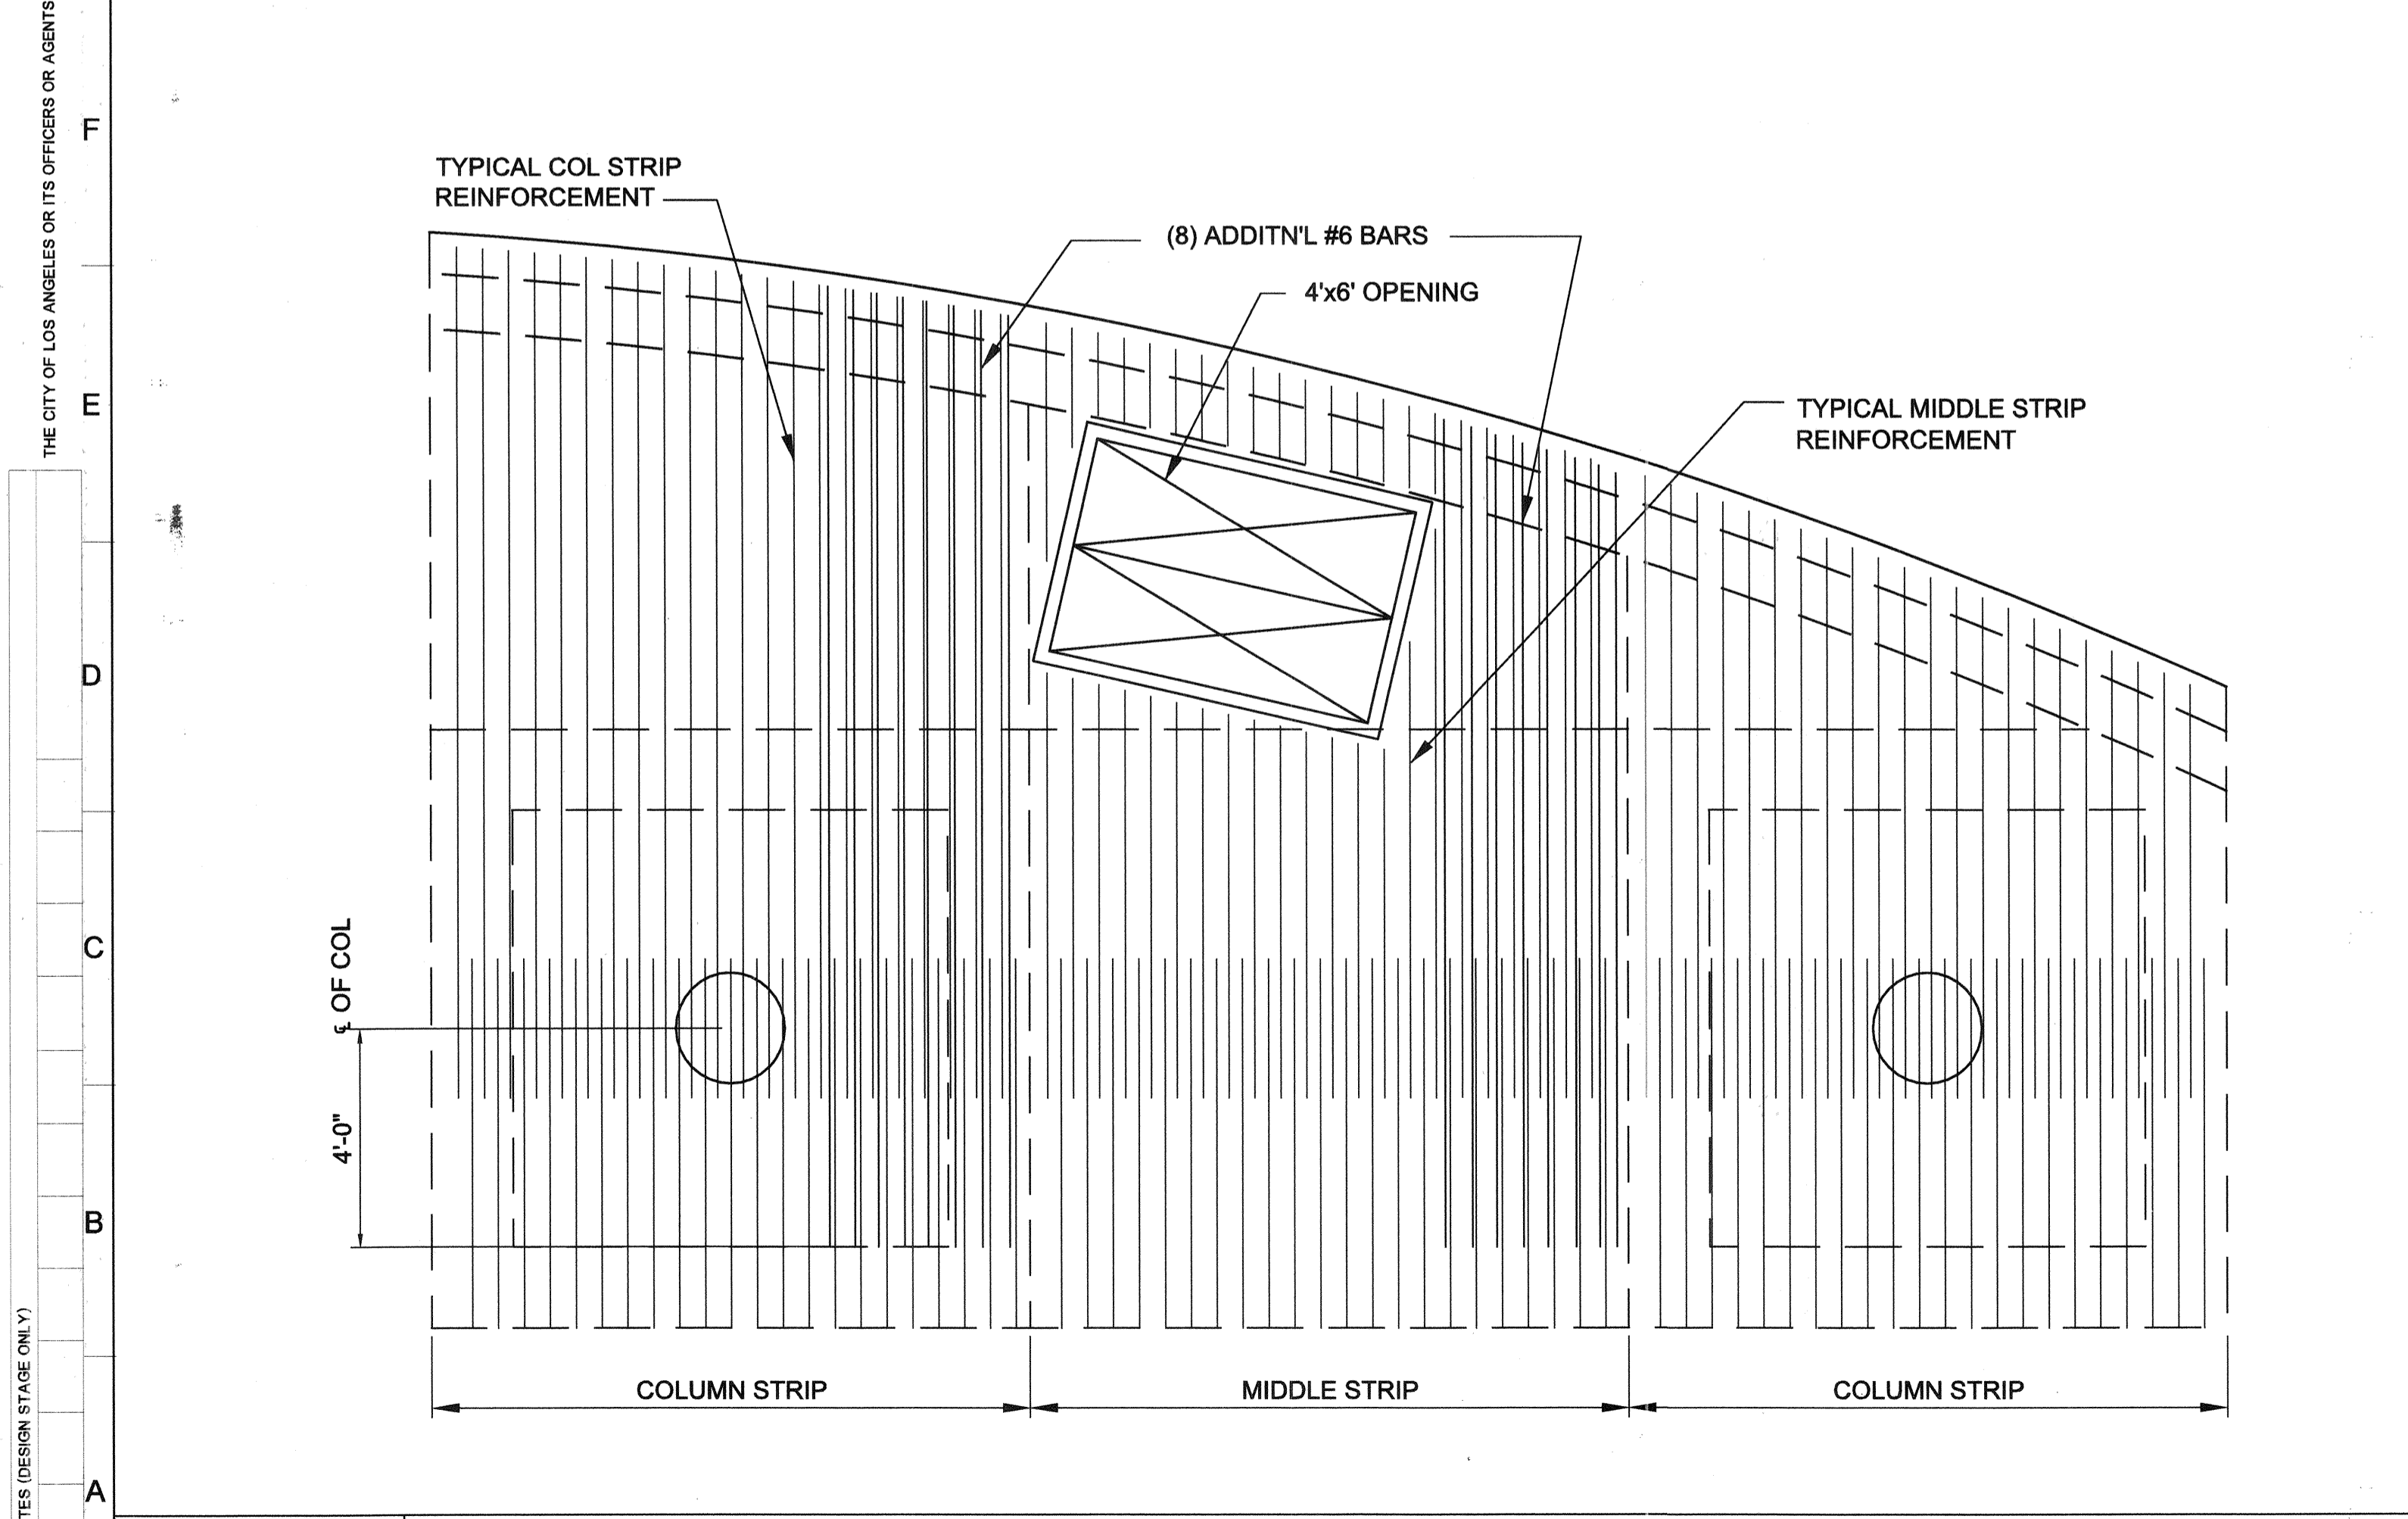 THE CITY OF LOS ANGELES OR ITS OFFICERS OR AGENTS
TES (DESIGN STAGE ONLY)
F
E
D
C
B
A
TYPICAL COL STRIP
REINFORCEMENT
(8) ADDITN'L #6 BARS
4'x6' OPENING
TYPICAL MIDDLE STRIP
REINFORCEMENT
℄ OF COL
4'-0"
COLUMN STRIP
MIDDLE STRIP
COLUMN STRIP